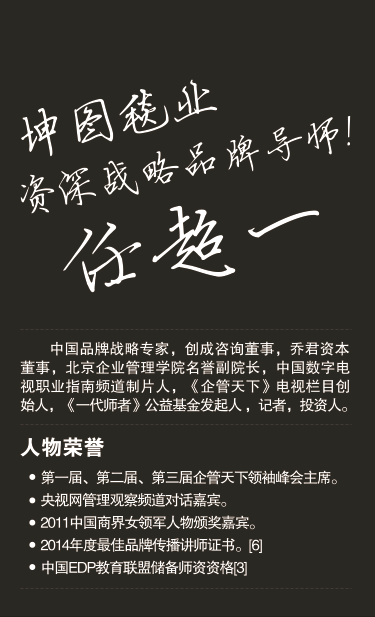 坤图毯业
资深战略品牌导师!
任超一
中国品牌战略专家，创成咨询董事，乔君资本
董事，北京企业管理学院名誉副院长，中国数字电
视职业指南频道制片人，《企管天下》电视栏目创
始人，《一代师者》公益基金发起人，记者，投资人。
人物荣誉
• 第一届、第二届、第三届企管天下领袖峰会主席。
• 央视网管理观察频道对话嘉宾。
• 2011中国商界女领军人物颁奖嘉宾。
• 2014年度最佳品牌传播讲师证书。[6]
• 中国EDP教育联盟储备师资资格[3]